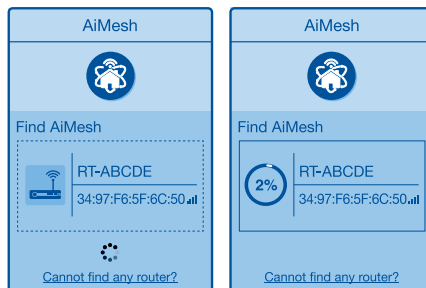 AiMesh
Find AiMesh
RT-ABCDE
34:97:F6:5F:6C:50
Cannot find any router?
AiMesh
Find AiMesh
2%
RT-ABCDE
34:97:F6:5F:6C:50
Cannot find any router?